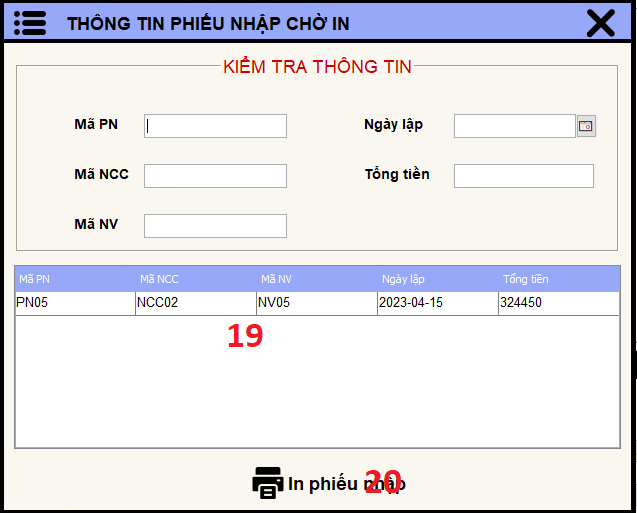 THÔNG TIN PHIẾU NHẬP CHỜ IN
KIỂM TRA THÔNG TIN
Mã PN Ngày lập
Mã NCC Tổng tiền
Mã NV
Mã PN Mã NCC Mã NV Ngày lập Tổng tiền
PN05 NCC02 NV05 2023-04-15 324450
19
In phiếu nhập
20